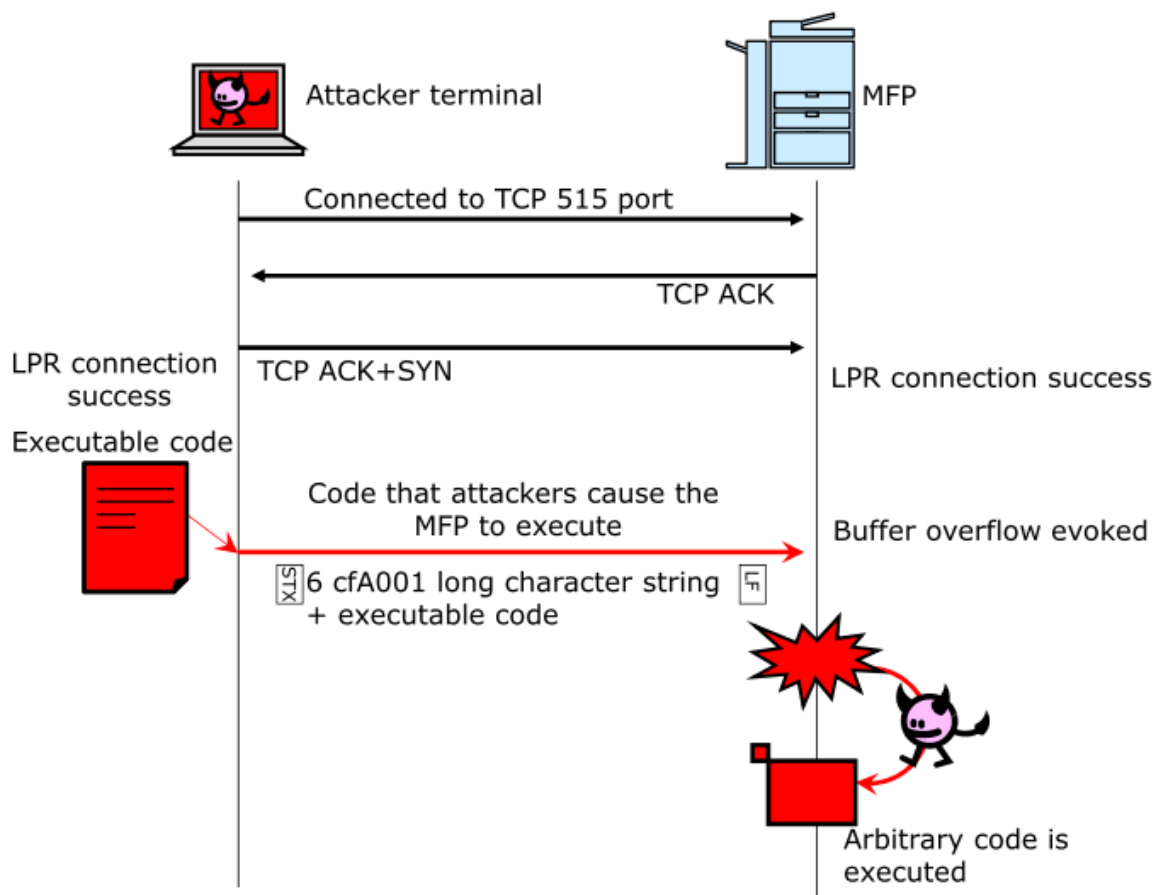 Attacker terminal
MFP
Connected to TCP 515 port
TCP ACK
TCP ACK+SYN
LPR connection
success
LPR connection success
Executable code
Code that attackers cause the
MFP to execute
Buffer overflow evoked
STX 6 cfA001 long character string LF
+ executable code
Arbitrary code is
executed